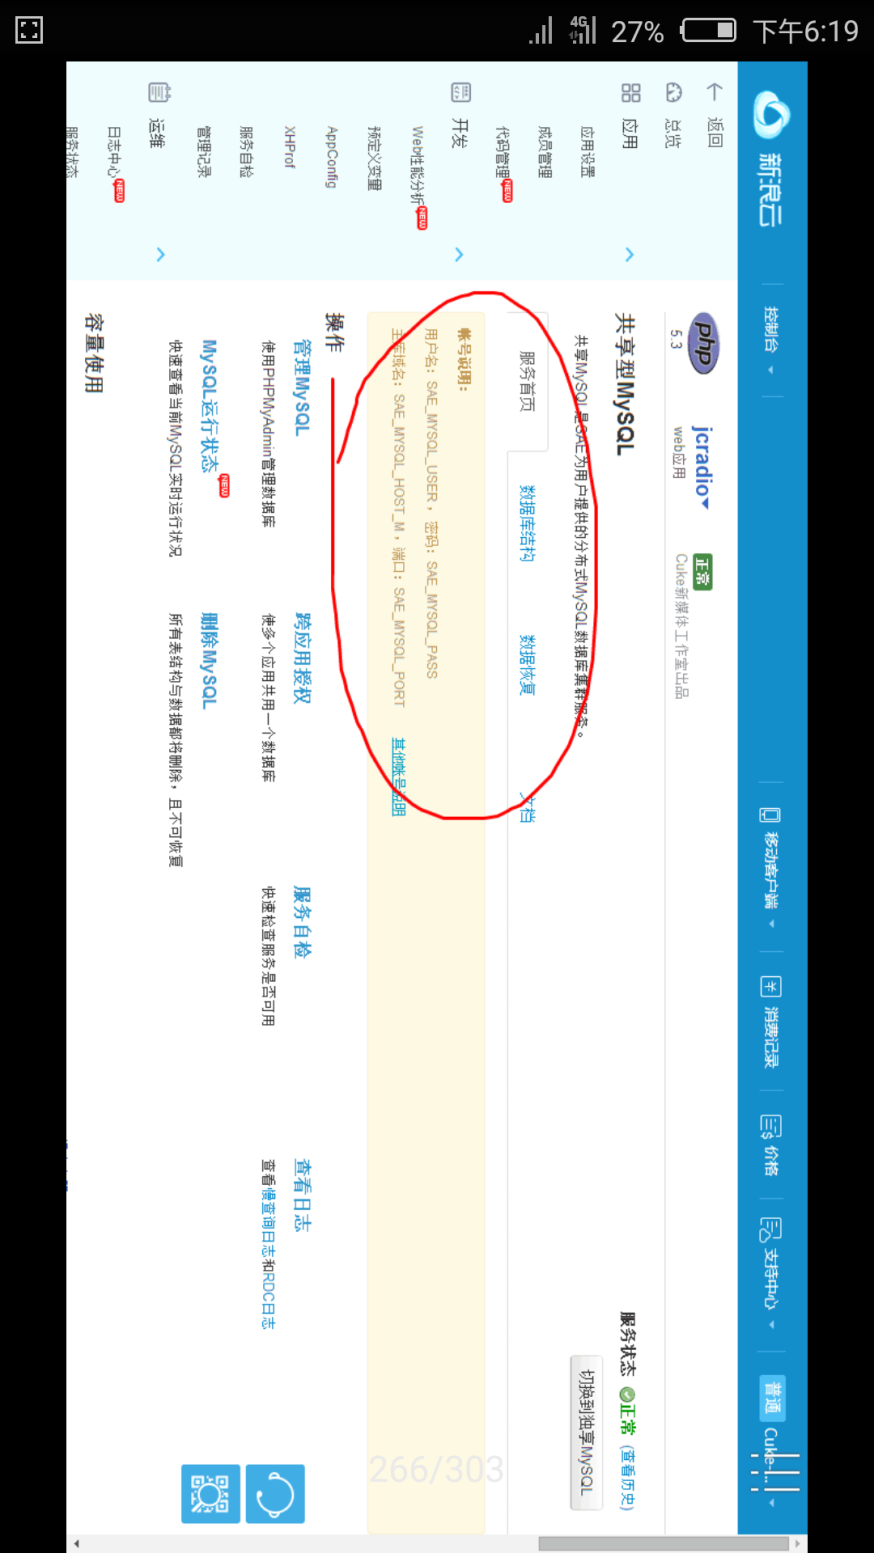 27% 下午6:19
4G
新浪云 控制台 移动客户端 消费记录 价格 支持中心 普通 Cuke-...
返回
总览
应用
应用设置
成员管理
代码管理 NEW
开发
Web性能分析 NEW
预定义变量
AppConfig
XHProf
服务自检
管理记录
运维
日志中心 NEW
服务状态
php
5.3
jcradio 正常
web应用 Cuke新媒体工作室出品
共享型MySQL 服务状态 正常 (查看历史)
共享MySQL是SAE为用户提供的分布式MySQL数据库集群服务。 切换到独享MySQL
服务首页 数据库结构 数据恢复 文档
帐号说明:
用户名: SAE_MYSQL_USER , 密码: SAE_MYSQL_PASS
主库域名: SAE_MYSQL_HOST_M , 端口: SAE_MYSQL_PORT 其他帐号说明
操作
管理MySQL 跨应用授权 服务自检 查看日志
使用PHPMyAdmin管理数据库 使多个应用共用一个数据库 快速检查服务是否可用 查看慢查询日志和RDC日志
MySQL运行状态 NEW 删除MySQL
快速查看当前MySQL实时运行状况 所有表结构与数据都将删除，且不可恢复
容量使用
266/303